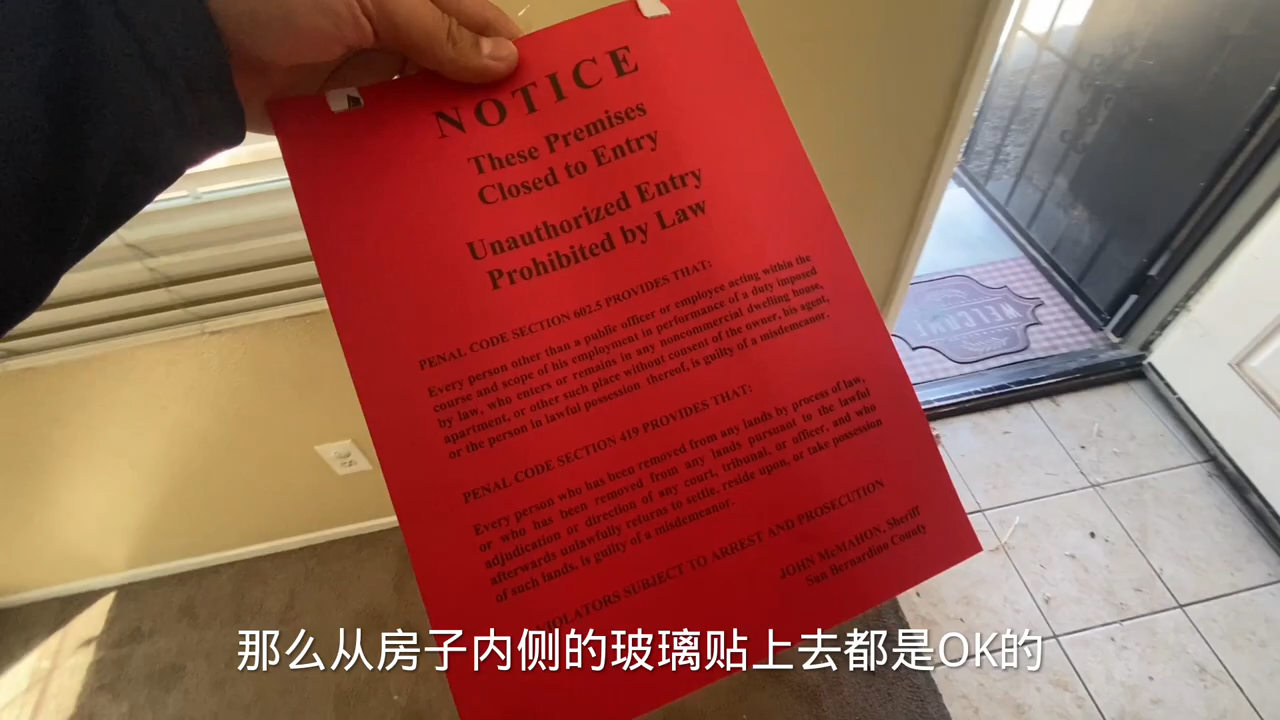 NOTICE
These Premises
Closed to Entry
Unauthorized Entry
Prohibited by Law
PENAL CODE SECTION 602.5 PROVIDES THAT:
Every person other than a public officer or employee acting within the
course and scope of his employment in performance of a duty imposed
by law, who enters or remains in any noncommercial dwelling house,
apartment, or other such place without consent of the owner, his agent,
or the person in lawful possession thereof, is guilty of a misdemeanor.
PENAL CODE SECTION 419 PROVIDES THAT:
Every person who has been removed from any lands by process of law,
or who has been removed from any lands pursuant to the lawful
adjudication or direction of any court, tribunal, or officer, and who
afterwards unlawfully returns to settle, reside upon, or take possession
of such lands, is guilty of a misdemeanor.
VIOLATORS SUBJECT TO ARREST AND PROSECUTION
JOHN McMAHON, Sheriff
San Bernardino County
WELCOME
那么从房子内侧的玻璃贴上去都是OK的